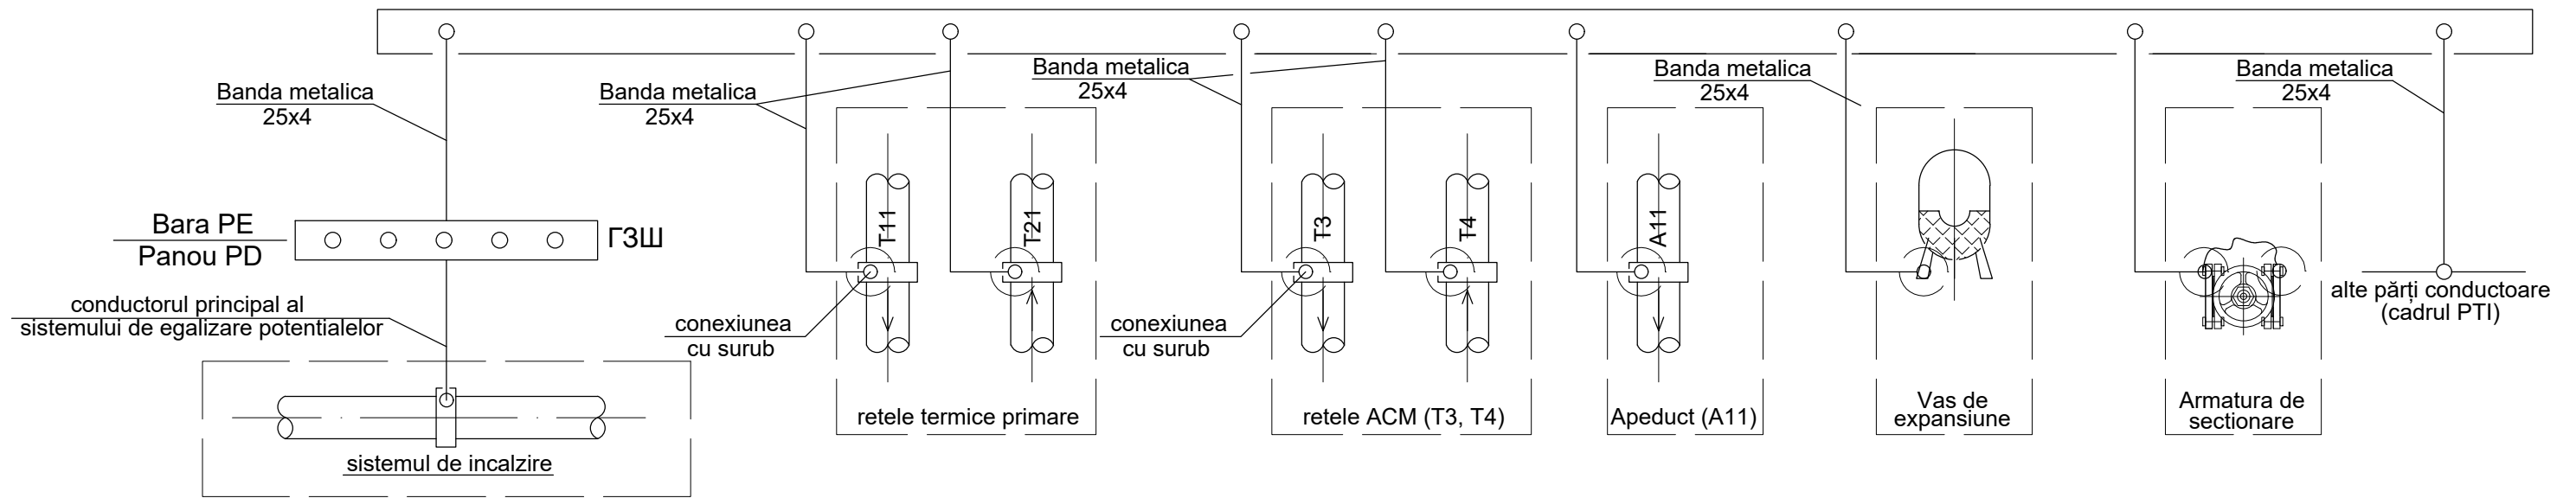 Banda metalica
25x4
Banda metalica
25x4
Banda metalica
25x4
Banda metalica
25x4
Banda metalica
25x4
Bara PE
Panou PD
ГЗШ
conductorul principal al
sistemului de egalizare potentialelor
sistemul de incalzire
T11
T21
conexiunea
cu surub
retele termice primare
T3
T4
conexiunea
cu surub
retele ACM (T3, T4)
A11
Apeduct (A11)
Vas de
expansiune
Armatura de
sectionare
alte părți conductoare
(cadrul PTI)